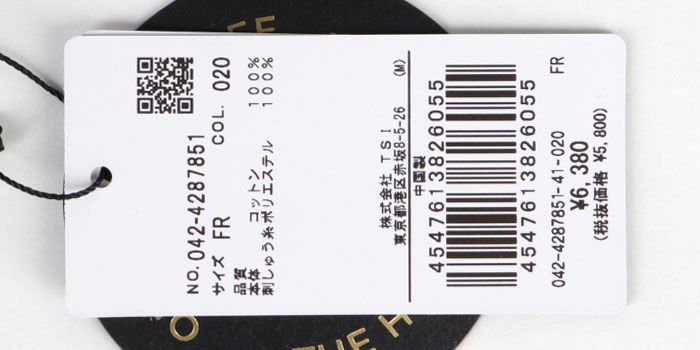 NO. 042-4287851
COL. 020
サイズ FR
品質
本体 コットン 100%
刺しゅう糸ポリエステル 100%
株式会社 TSI
東京都港区赤坂8-5-26 (M)
中国製
4547613826055
4547613826055
042-4287851-41-020 FR
¥6,380
(税抜価格 ¥5,800)
THE H